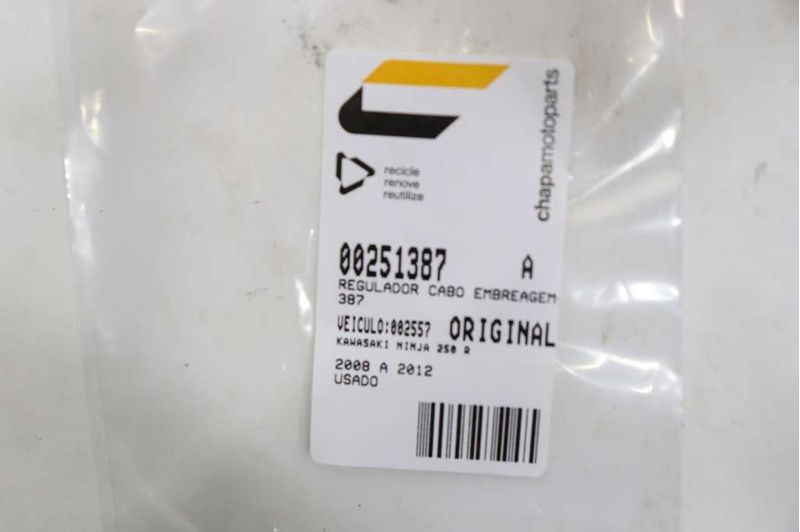 chapamotoparts
recicle
renove
reutilize
00251387 A
REGULADOR CABO EMBREAGEM
387
VEICULO:002557 ORIGINAL
KAWASAKI NINJA 250 R
2008 A 2012
USADO